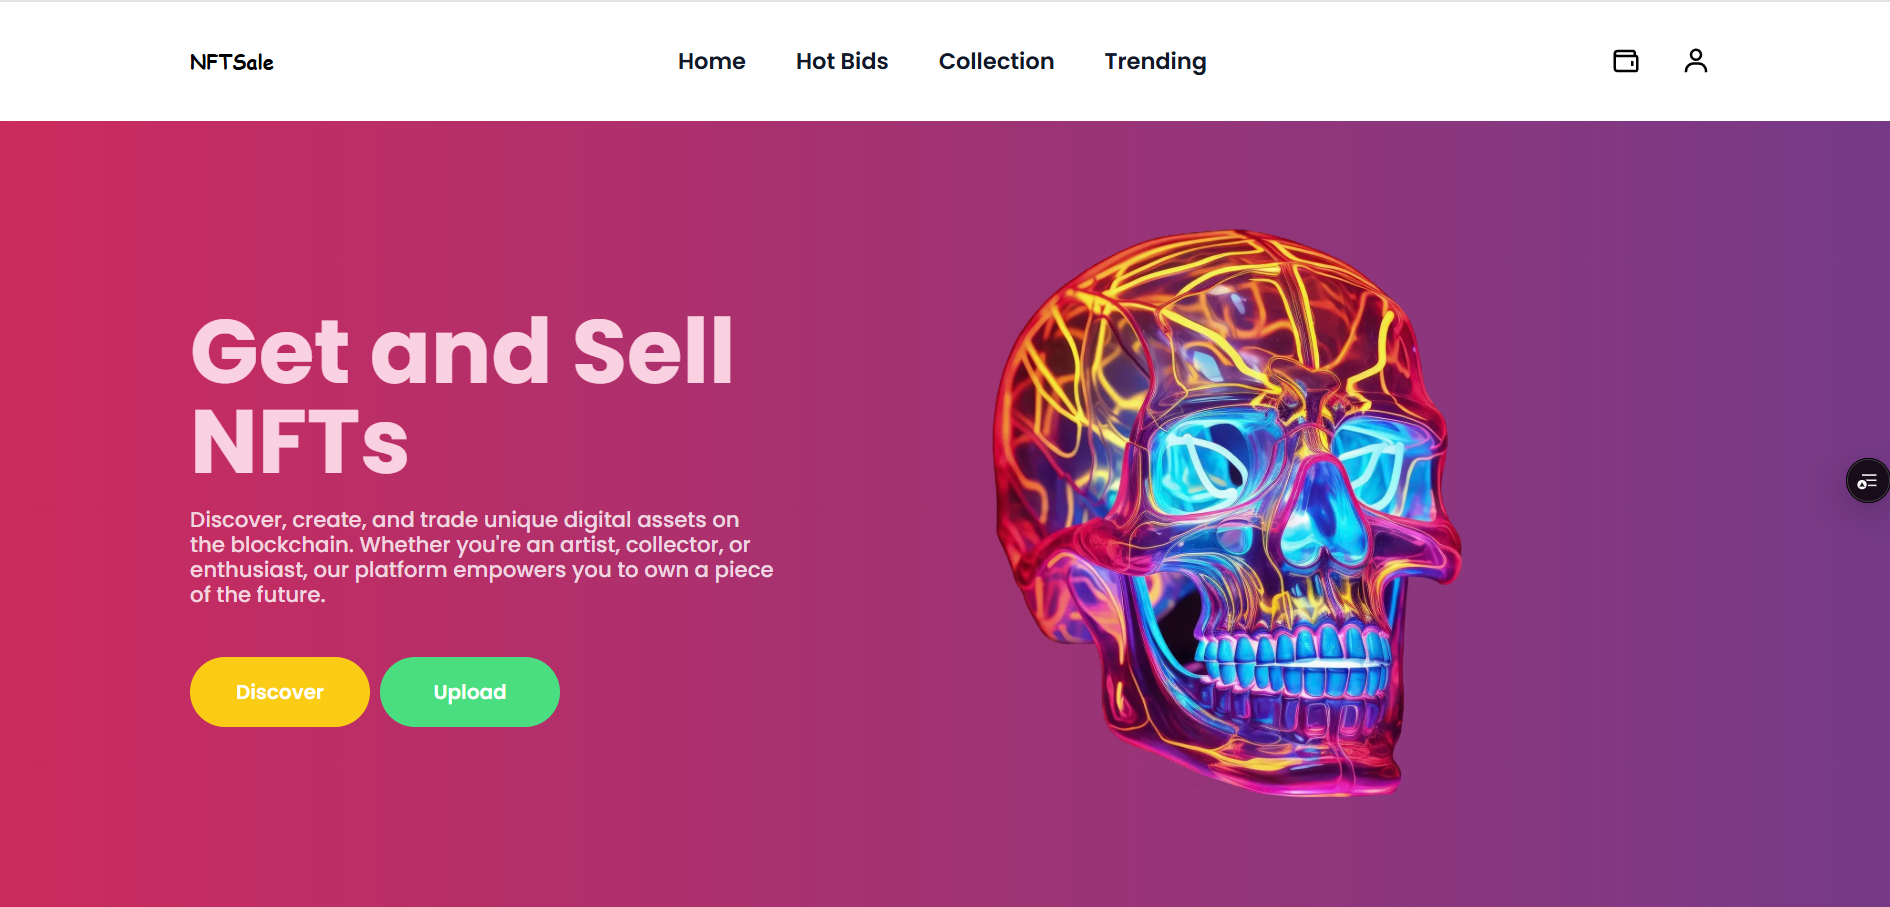 NFTSale
Home
Hot Bids
Collection
Trending
Get and Sell
NFTs
Discover, create, and trade unique digital assets on
the blockchain. Whether you're an artist, collector, or
enthusiast, our platform empowers you to own a piece
of the future.
Discover
Upload